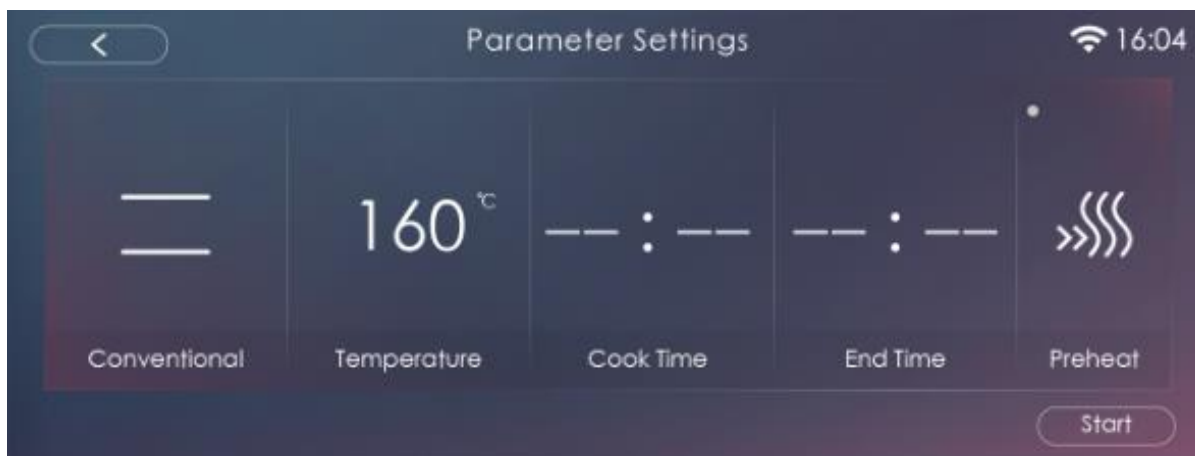 Parameter Settings
16:04
160 °C
--:-- --:--
Conventional Temperature Cook Time End Time Preheat
Start